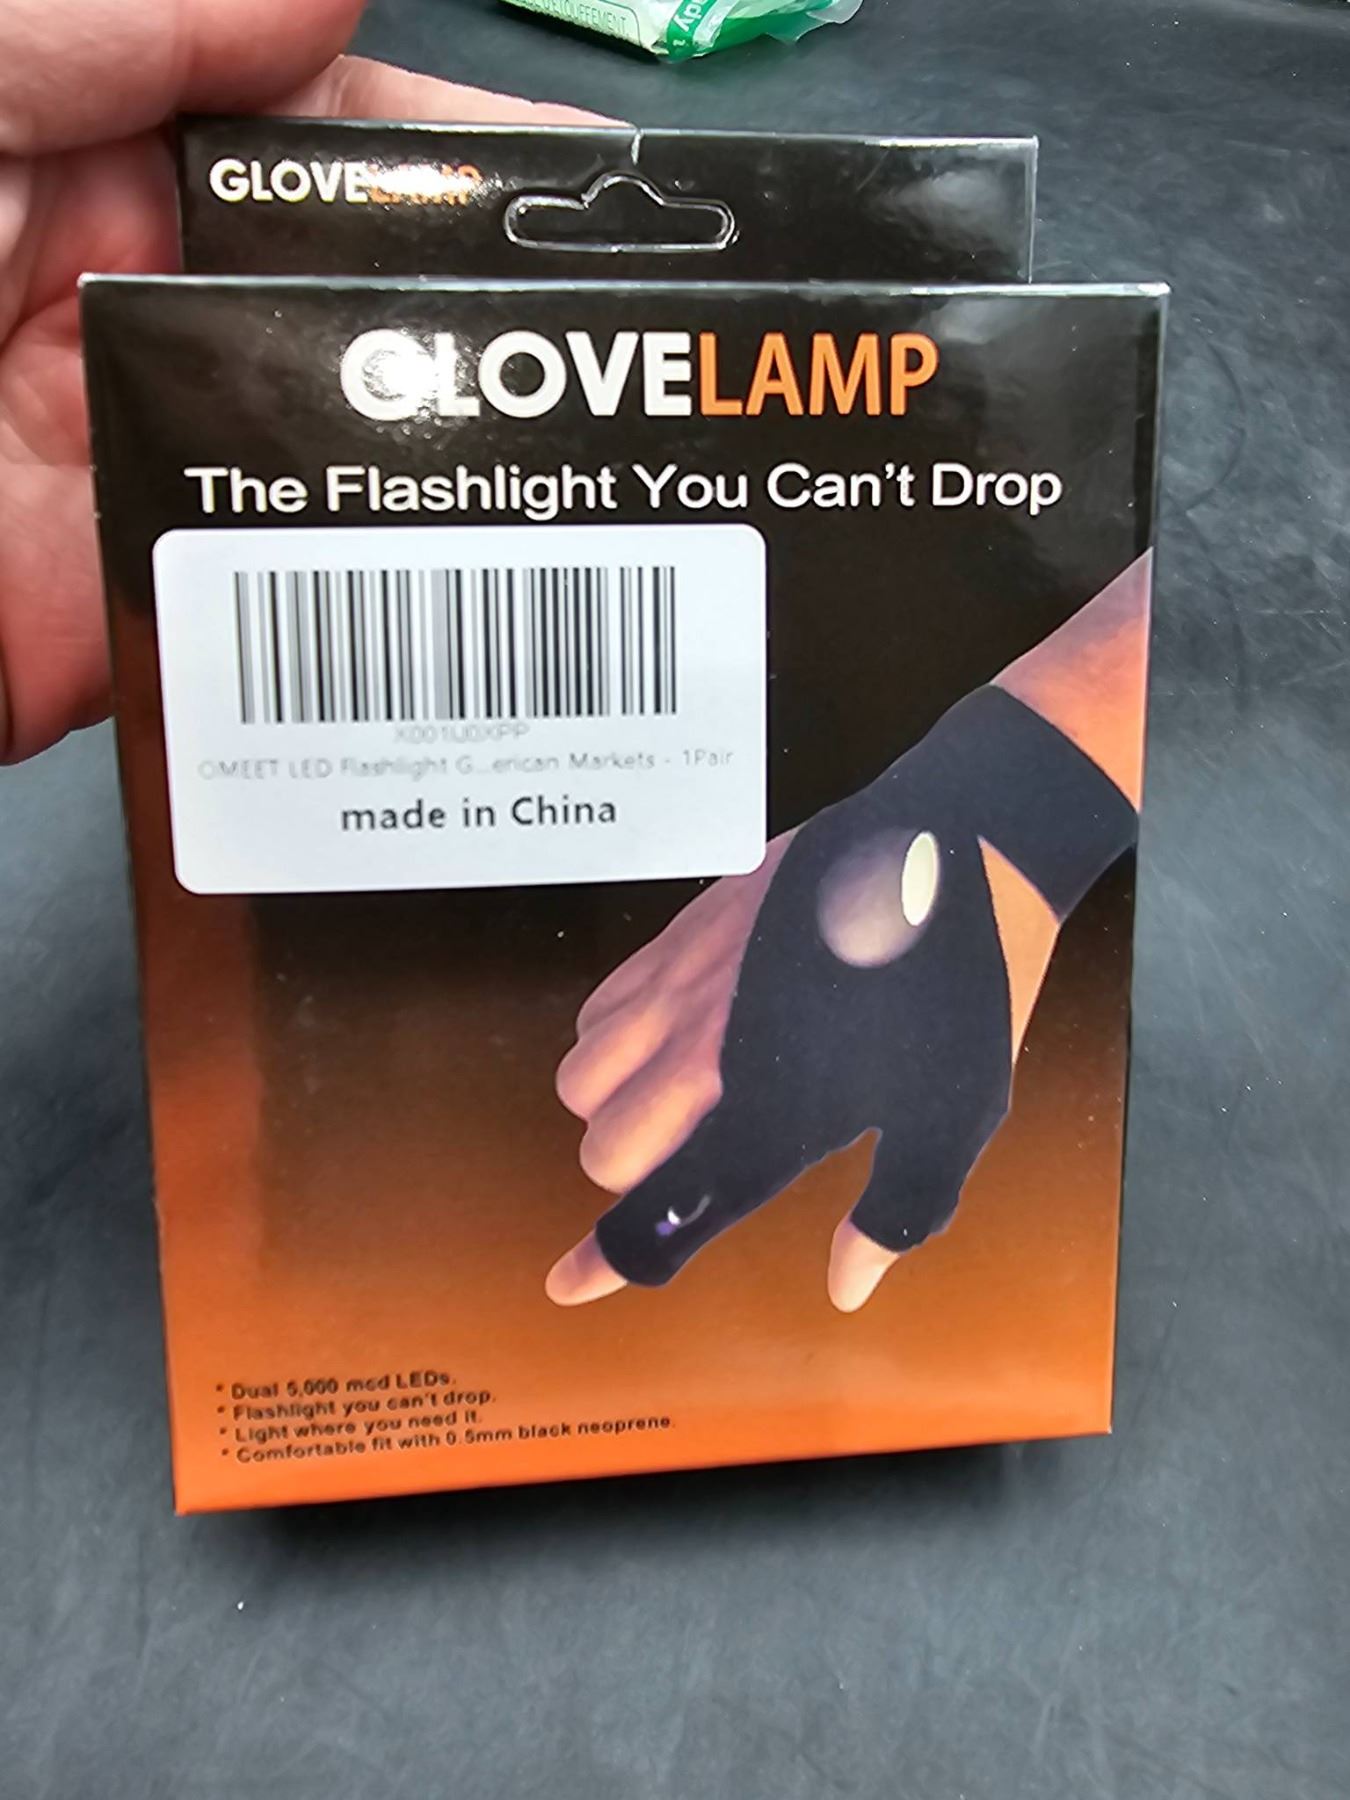 D'ÉTOUFFEMENT
GLOVELAMP
GLOVELAMP
The Flashlight You Can't Drop
X001U0XPP
OMEET LED Flashlight G...erican Markets - 1Pair
made in China
* Dual 5,000 mcd LEDs.
* Flashlight you can't drop.
* Light where you need it.
* Comfortable fit with 0.5mm black neoprene.